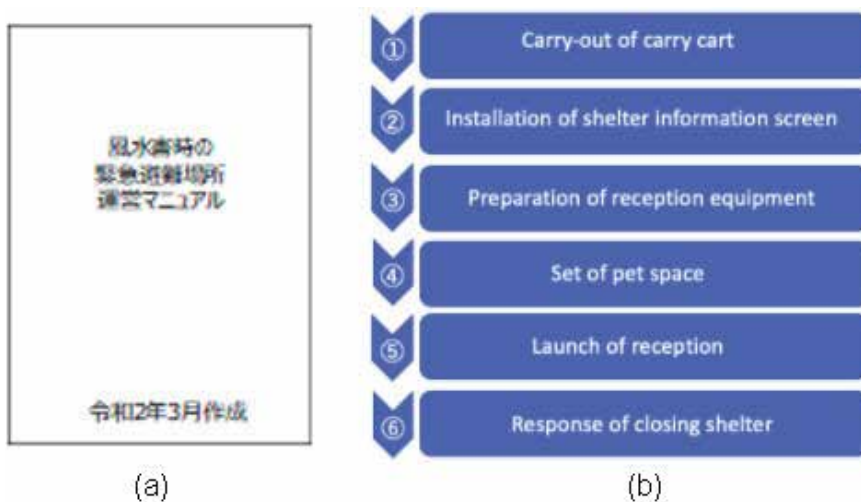 風水害時の
緊急避難場所
運営マニュアル
令和2年3月作成
(a)
① Carry-out of carry cart
② Installation of shelter information screen
③ Preparation of reception equipment
④ Set of pet space
⑤ Launch of reception
⑥ Response of closing shelter
(b)